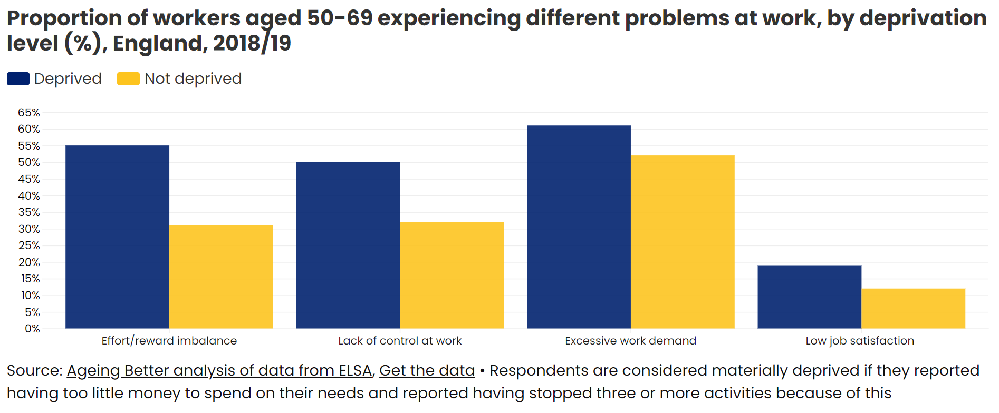 Proportion of workers aged 50-69 experiencing different problems at work, by deprivation
level (%), England, 2018/19
Deprived Not deprived
65%
60%
55%
50%
45%
40%
35%
30%
25%
20%
15%
10%
5%
0%
Effort/reward imbalance Lack of control at work Excessive work demand Low job satisfaction
Source: Ageing Better analysis of data from ELSA, Get the data • Respondents are considered materially deprived if they reported
having too little money to spend on their needs and reported having stopped three or more activities because of this